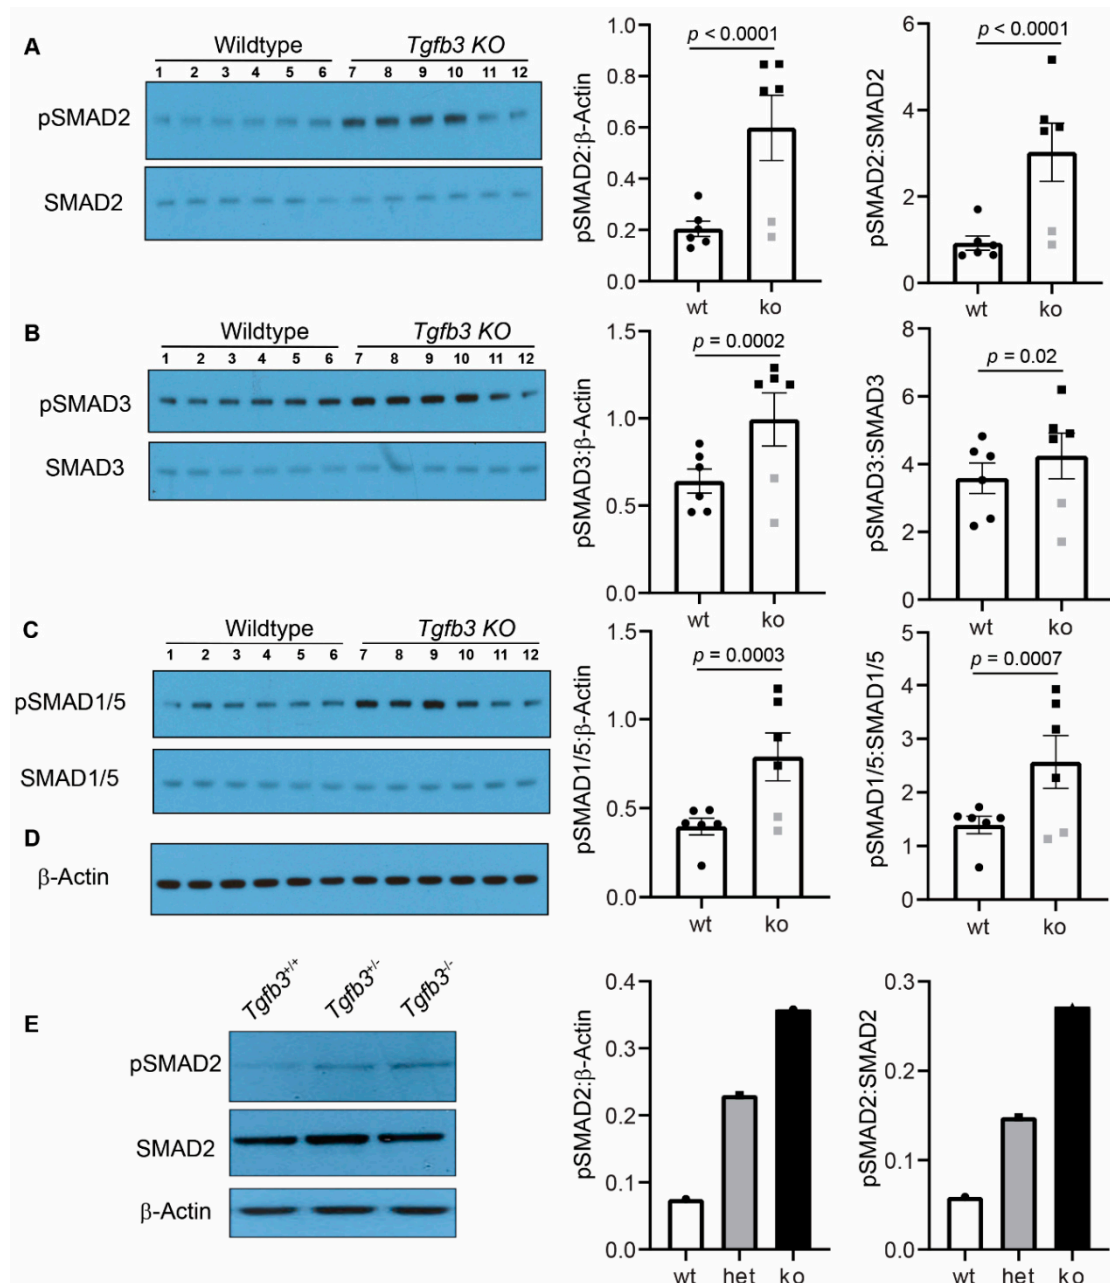 A
Wildtype Tgfb3 KO
1 2 3 4 5 6 7 8 9 10 11 12
pSMAD2
SMAD2
pSMAD2:β-Actin
1.0
0.8
0.6
0.4
0.2
0.0
p < 0.0001
wt ko
pSMAD2:SMAD2
6
4
2
0
p < 0.0001
wt ko
B
Wildtype Tgfb3 KO
1 2 3 4 5 6 7 8 9 10 11 12
pSMAD3
SMAD3
pSMAD3:β-Actin
1.5
1.0
0.5
0.0
p = 0.0002
wt ko
pSMAD3:SMAD3
8
6
4
2
0
p = 0.02
wt ko
C
Wildtype Tgfb3 KO
1 2 3 4 5 6 7 8 9 10 11 12
pSMAD1/5
SMAD1/5
pSMAD1/5:β-Actin
1.5
1.0
0.5
0.0
p = 0.0003
wt ko
pSMAD1/5:SMAD1/5
5
4
3
2
1
0
p = 0.0007
wt ko
D
β-Actin
E
Tgfb3+/+ Tgfb3+/- Tgfb3-/-
pSMAD2
SMAD2
β-Actin
pSMAD2:β-Actin
0.4
0.3
0.2
0.1
0.0
wt het ko
pSMAD2:SMAD2
0.3
0.2
0.1
0.0
wt het ko